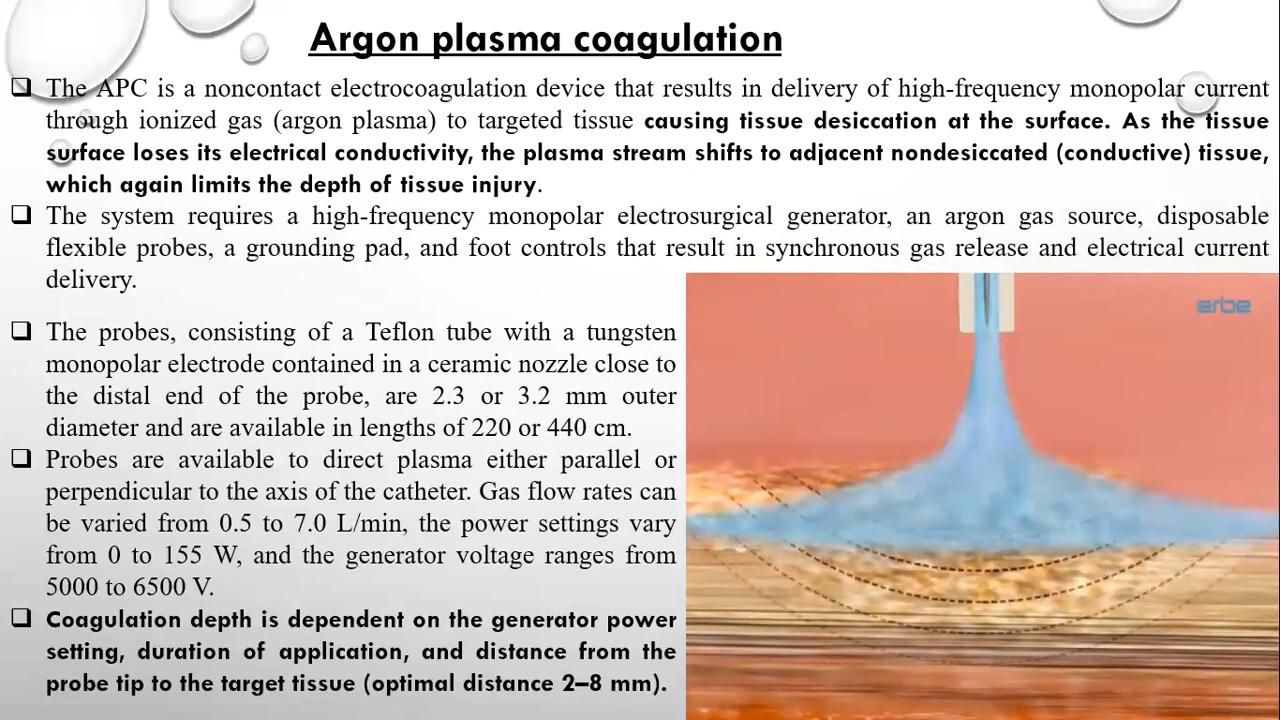 Argon plasma coagulation
The APC is a noncontact electrocoagulation device that results in delivery of high-frequency monopolar current
through ionized gas (argon plasma) to targeted tissue causing tissue desiccation at the surface. As the tissue
surface loses its electrical conductivity, the plasma stream shifts to adjacent nondesiccated (conductive) tissue,
which again limits the depth of tissue injury.
The system requires a high-frequency monopolar electrosurgical generator, an argon gas source, disposable
flexible probes, a grounding pad, and foot controls that result in synchronous gas release and electrical current
delivery.
The probes, consisting of a Teflon tube with a tungsten
monopolar electrode contained in a ceramic nozzle close to
the distal end of the probe, are 2.3 or 3.2 mm outer
diameter and are available in lengths of 220 or 440 cm.
Probes are available to direct plasma either parallel or
perpendicular to the axis of the catheter. Gas flow rates can
be varied from 0.5 to 7.0 L/min, the power settings vary
from 0 to 155 W, and the generator voltage ranges from
5000 to 6500 V.
Coagulation depth is dependent on the generator power
setting, duration of application, and distance from the
probe tip to the target tissue (optimal distance 2–8 mm).
erbe